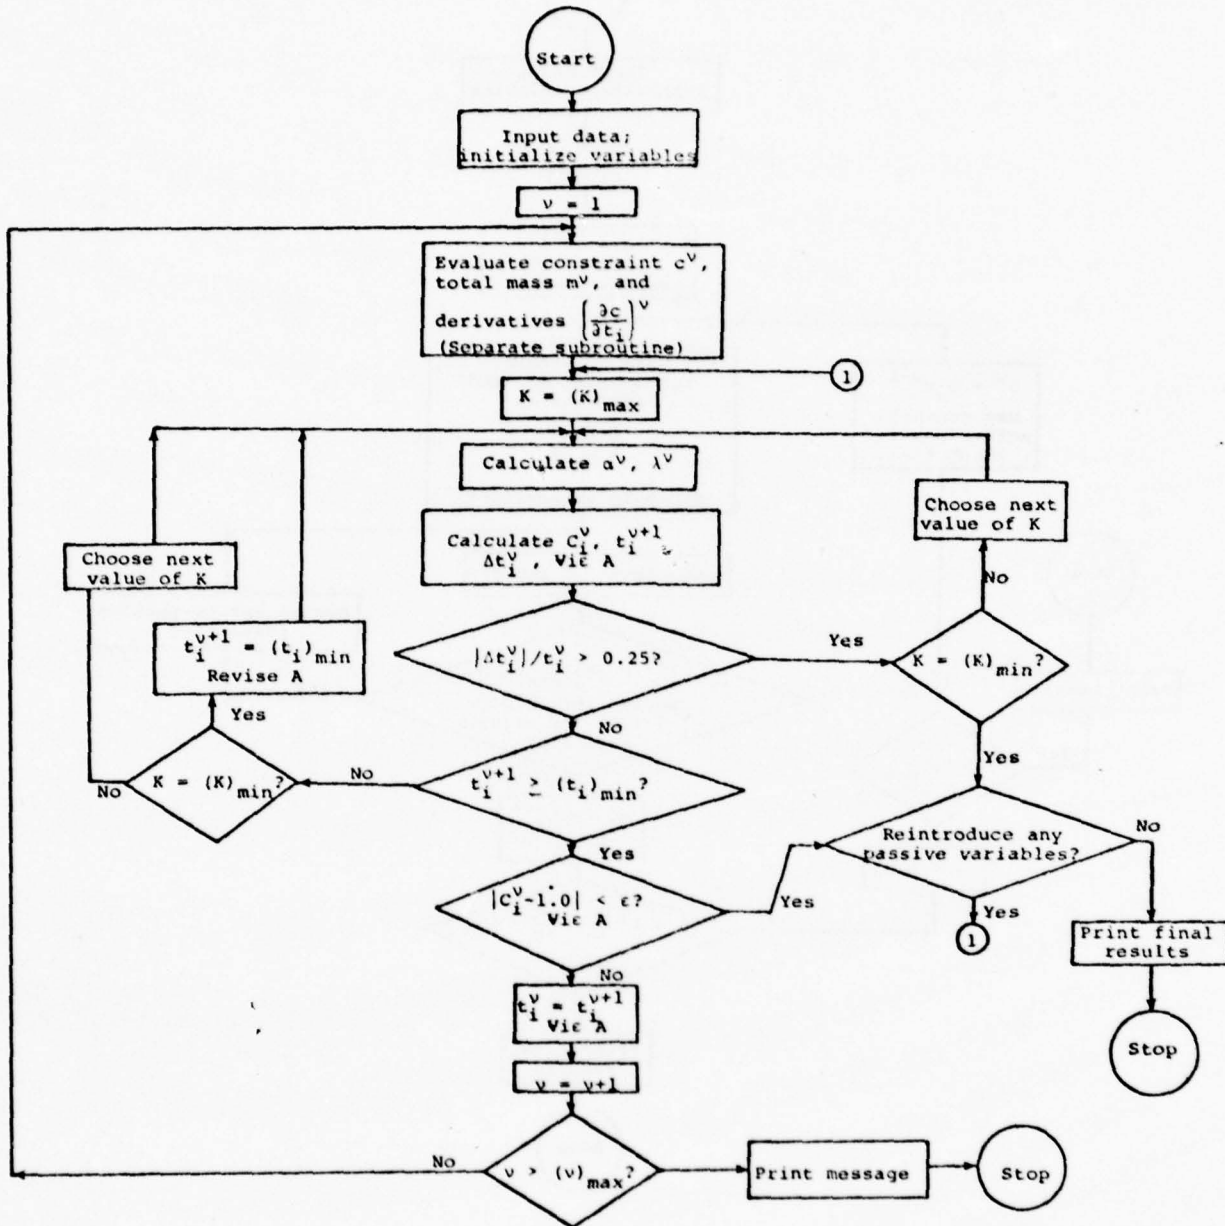 Start
Input data;
initialize variables
ν = 1
Evaluate constraint c^ν,
total mass m^ν, and
derivatives (∂c/∂t_i)^ν
(Separate subroutine)
1
K = (K)_max
Calculate α^ν, λ^ν
Choose next
value of K
Calculate C_i^ν, t_i^(ν+1)
Δt_i^ν, ∀iε A
Choose next
value of K
No
t_i^(ν+1) = (t_i)_min
Revise A
|Δt_i^ν|/t_i^ν > 0.25?
Yes
K = (K)_min?
Yes
No
Yes
K = (K)_min?
No
No
t_i^(ν+1) ≥ (t_i)_min?
Reintroduce any
passive variables?
No
Yes
|C_i^ν-1.0| < ε?
∀iε A
Yes
Yes
1
Print final
results
No
t_i^ν = t_i^(ν+1)
∀iε A
Stop
ν = ν+1
No
ν > (ν)_max?
Print message
Stop